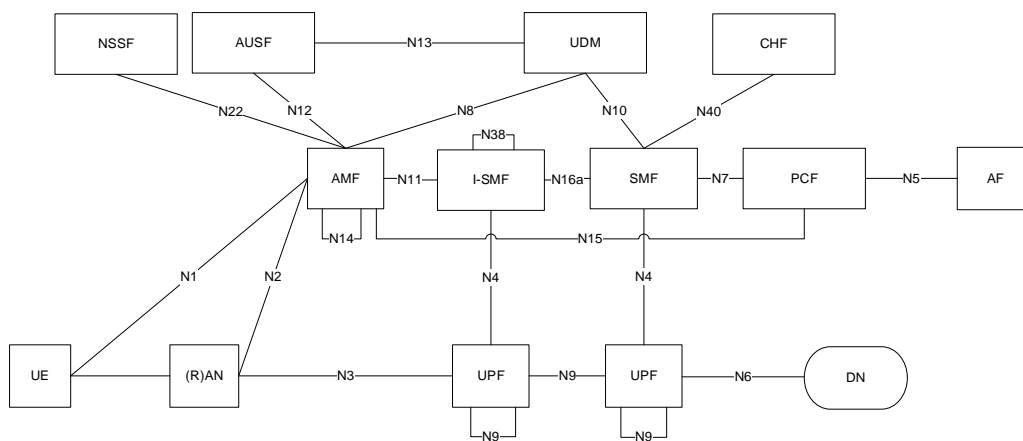 NSSF
AUSF
N13
UDM
CHF
N22
N12
N8
N10
N40
N38
AMF
N11
I-SMF
N16a
SMF
N7
PCF
N5
AF
N14
N15
N1
N2
N4
N4
UE
(R)AN
N3
UPF
N9
UPF
N6
DN
N9
N9